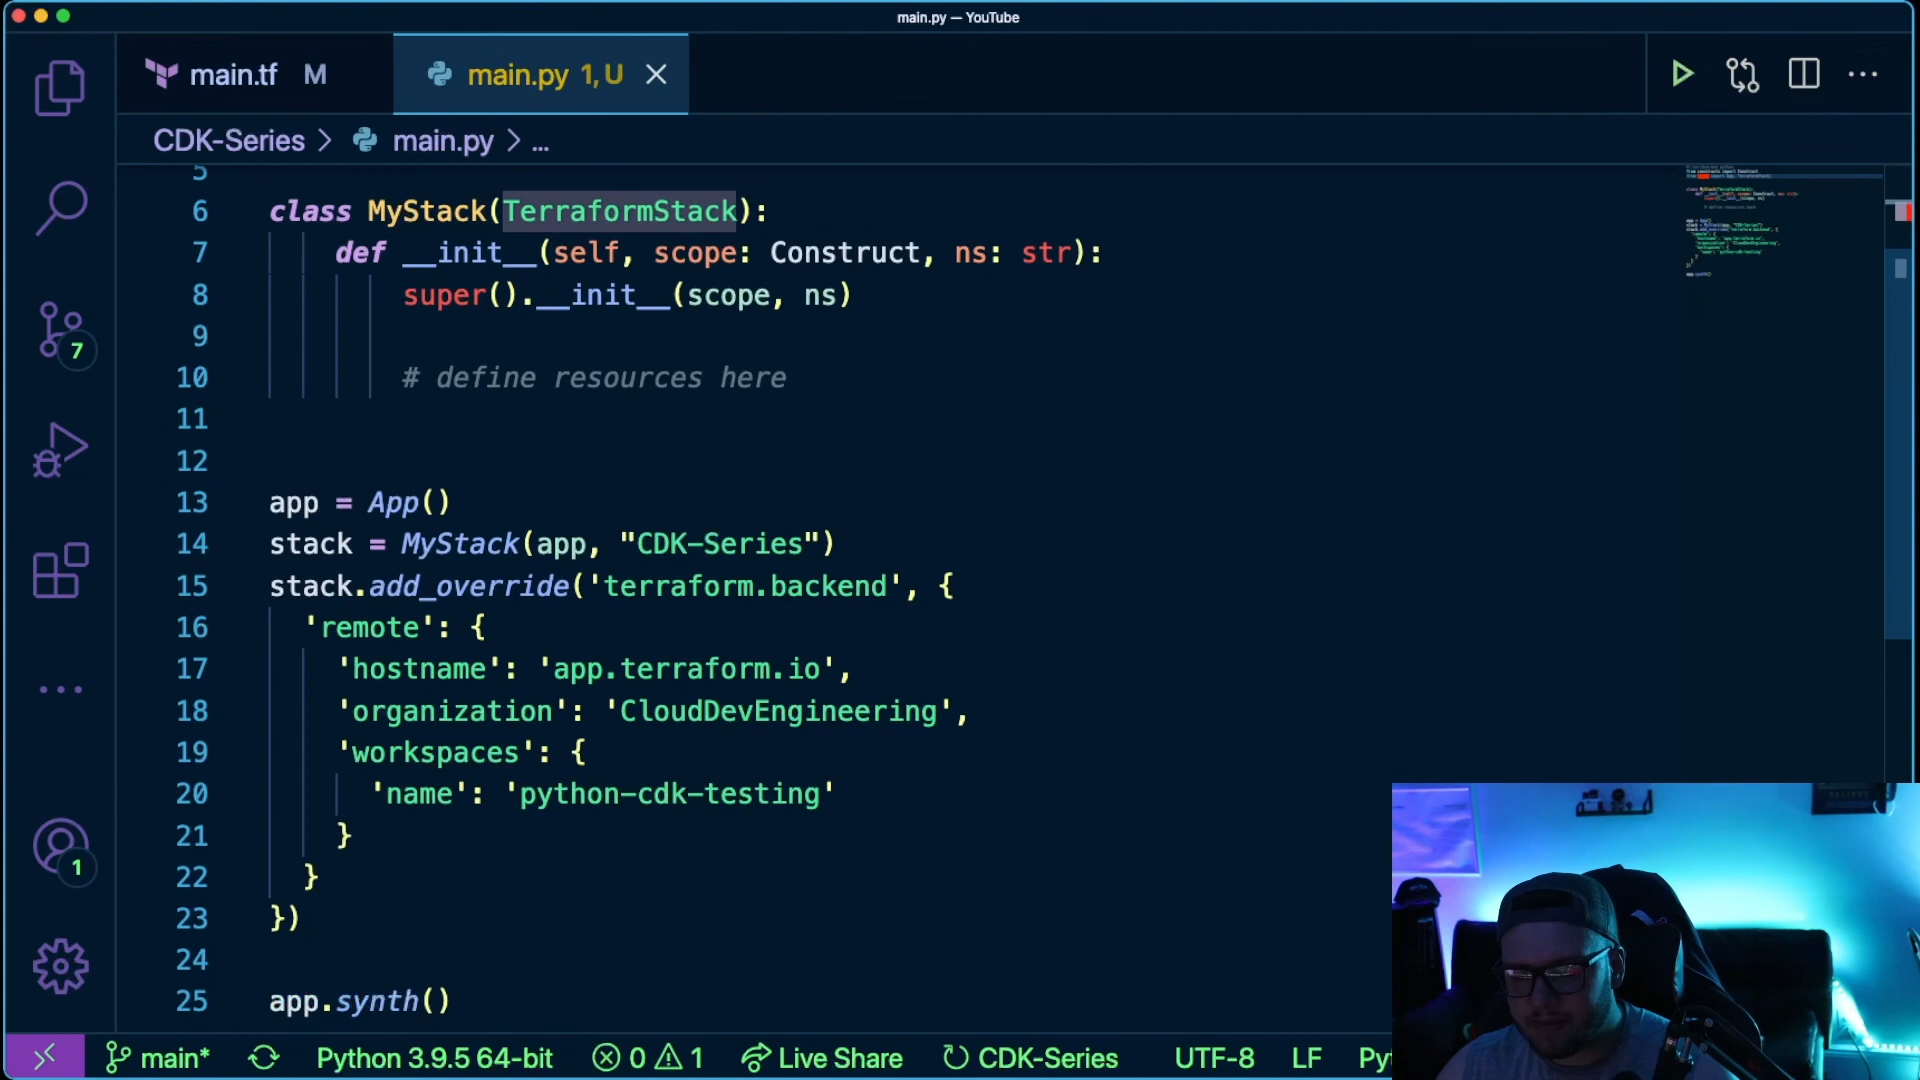 main.py — YouTube
main.tf M
main.py 1, U
CDK-Series > main.py > ...
5
6 class MyStack(TerraformStack):
7 def __init__(self, scope: Construct, ns: str):
8 super().__init__(scope, ns)
9
10 # define resources here
11
12
13 app = App()
14 stack = MyStack(app, "CDK-Series")
15 stack.add_override('terraform.backend', {
16 'remote': {
17 'hostname': 'app.terraform.io',
18 'organization': 'CloudDevEngineering',
19 'workspaces': {
20 'name': 'python-cdk-testing'
21 }
22 }
23 })
24
25 app.synth()
7
1
main* Python 3.9.5 64-bit 0 1 Live Share CDK-Series UTF-8 LF Py